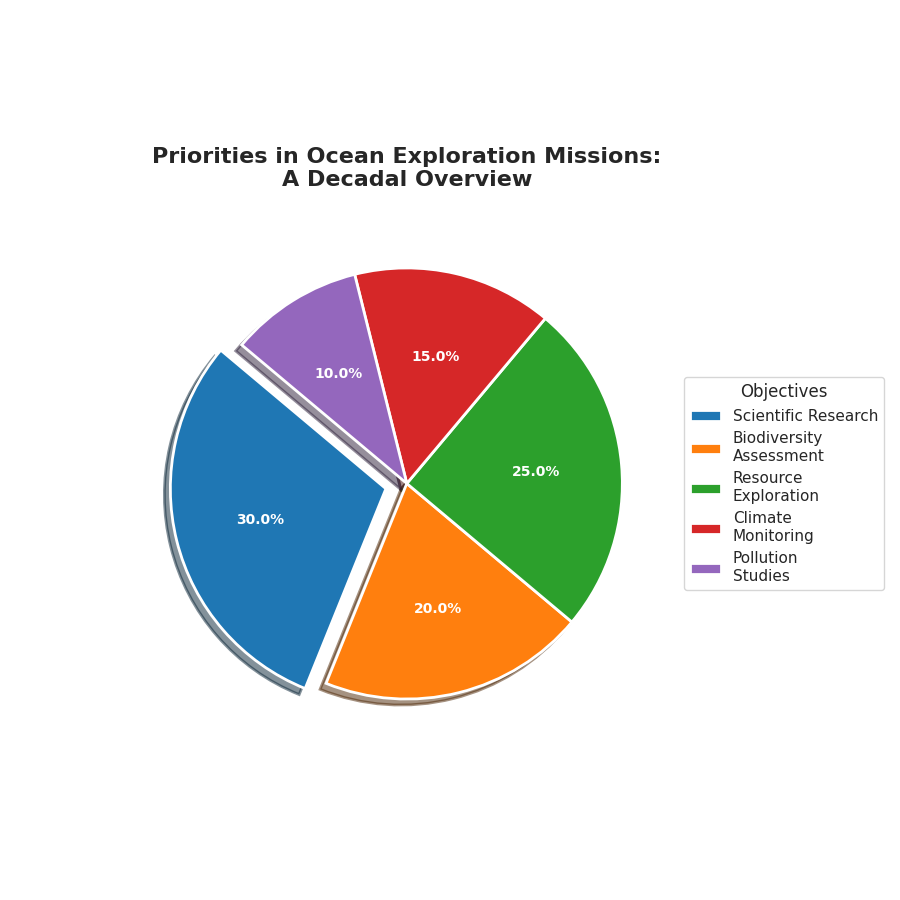 Priorities in Ocean Exploration Missions:
A Decadal Overview
15.0%
10.0%
25.0%
30.0%
20.0%
Objectives
Scientific Research
Biodiversity
Assessment
Resource
Exploration
Climate
Monitoring
Pollution
Studies